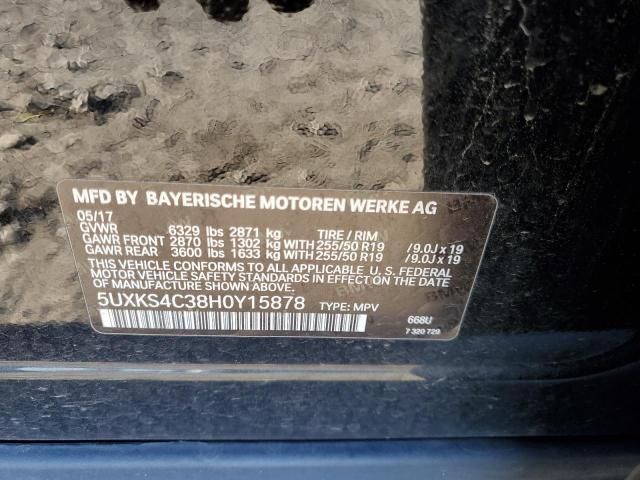 MFD BY BAYERISCHE MOTOREN WERKE AG
05/17
GVWR 6329 lbs 2871 kg TIRE / RIM
GAWR FRONT 2870 lbs 1302 kg WITH 255/50 R19 /9.0J x 19
GAWR REAR 3600 lbs 1633 kg WITH 255/50 R19 /9.0J x 19
THIS VEHICLE CONFORMS TO ALL APPLICABLE U. S. FEDERAL
MOTOR VEHICLE SAFETY STANDARDS IN EFFECT ON THE DATE OF
MANUFACTURE SHOWN ABOVE.
5UXKS4C38H0Y15878 TYPE: MPV
668U
7 320 729